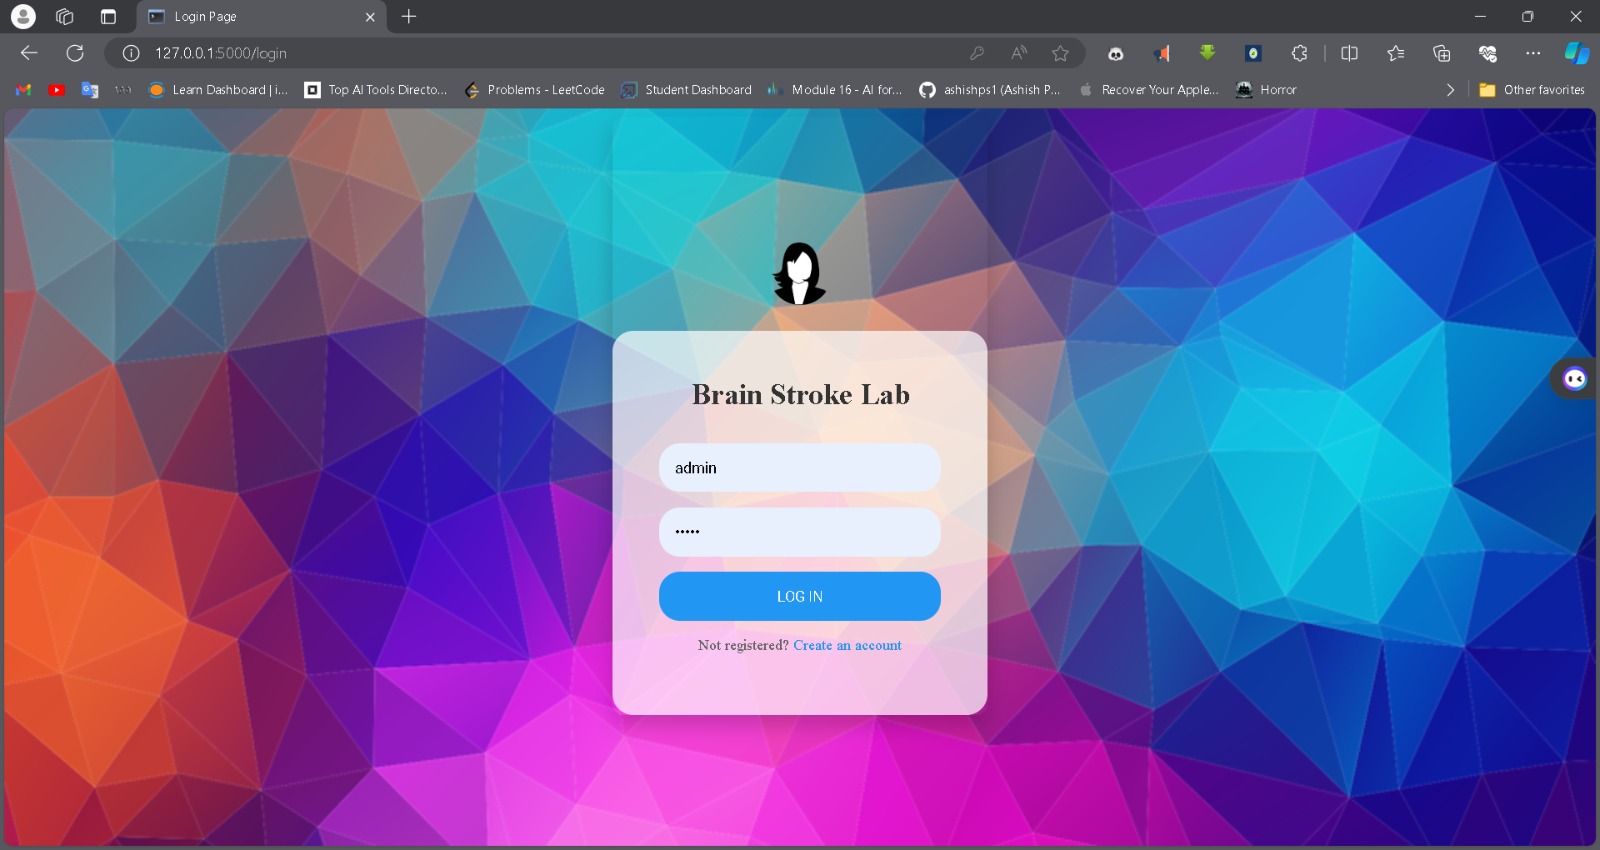 Login Page
127.0.0.1:5000/login
Learn Dashboard | i...
Top AI Tools Directo...
Problems - LeetCode
Student Dashboard
Module 16 - AI for...
ashishps1 (Ashish P...
Recover Your Apple...
Horror
Other favorites
Brain Stroke Lab
admin
•••••
LOG IN
Not registered? Create an account